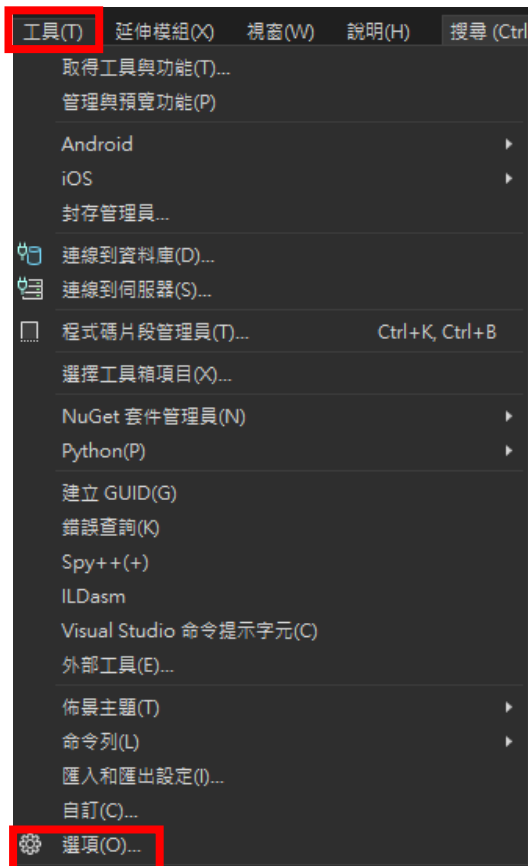 工具(T) 延伸模組(X) 視窗(W) 說明(H) 搜尋 (Ctrl
取得工具與功能(T)...
管理與預覽功能(P)
Android
iOS
封存管理員...
連線到資料庫(D)...
連線到伺服器(S)...
程式碼片段管理員(T)... Ctrl+K, Ctrl+B
選擇工具箱項目(X)...
NuGet 套件管理員(N)
Python(P)
建立 GUID(G)
錯誤查詢(K)
Spy++(+)
ILDasm
Visual Studio 命令提示字元(C)
外部工具(E)...
佈景主題(T)
命令列(L)
匯入和匯出設定(I)...
自訂(C)...
選項(O)...